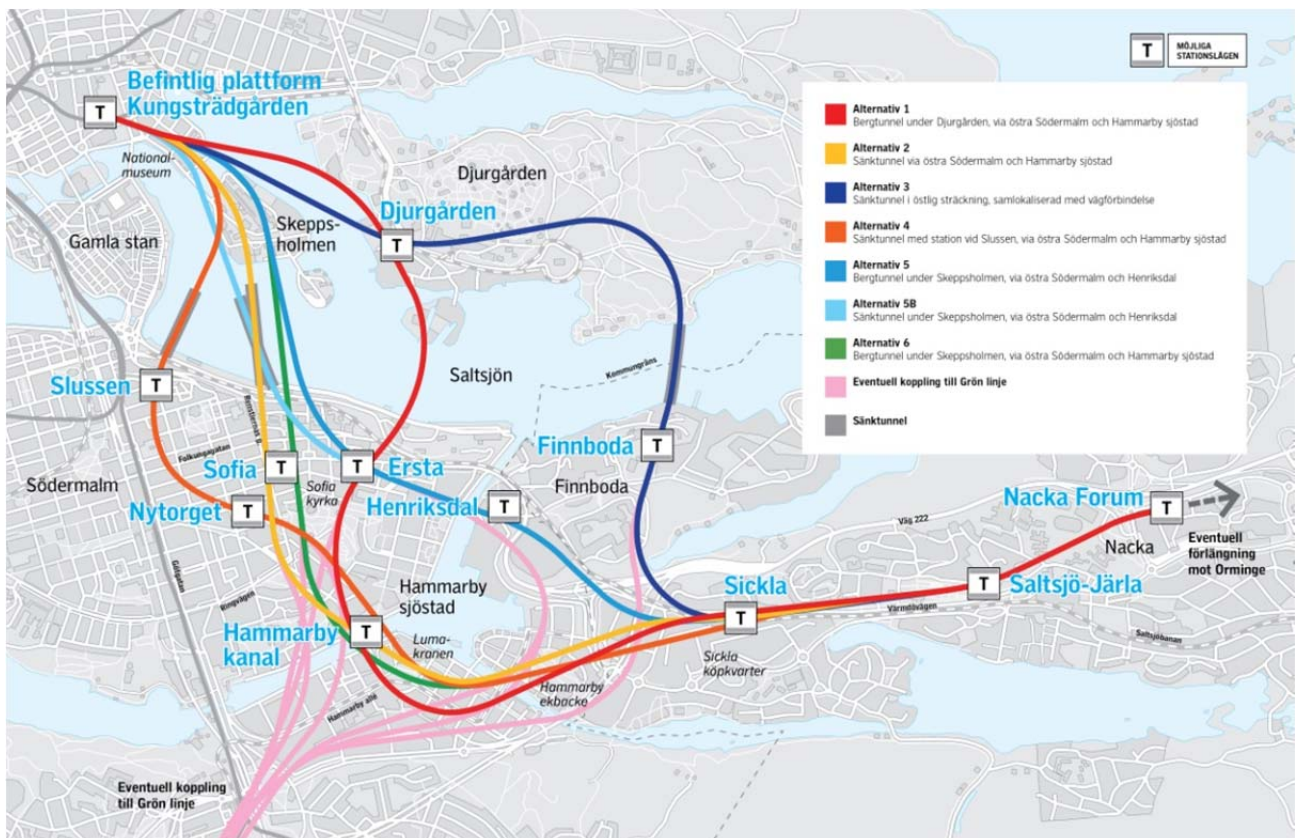 T
MÖJLIGA
STATIONSLÄGEN
Befintlig plattform
Kungsträdgården
T
National-
museum
Djurgården
Skepps-
holmen
Djurgården
T
Gamla stan
Alternativ 1
Bergtunnel under Djurgården, via östra Södermalm och Hammarby sjöstad
Alternativ 2
Sänktunnel via östra Södermalm och Hammarby sjöstad
Alternativ 3
Sänktunnel i östlig sträckning, samlokaliserad med vägförbindelse
Alternativ 4
Sänktunnel med station vid Slussen, via östra Södermalm och Hammarby sjöstad
Alternativ 5
Bergtunnel under Skeppsholmen, via östra Södermalm och Henriksdal
Alternativ 5B
Sänktunnel under Skeppsholmen, via östra Södermalm och Henriksdal
Alternativ 6
Bergtunnel under Skeppsholmen, via östra Södermalm och Hammarby sjöstad
Eventuell koppling till Grön linje
Sänktunnel
Saltsjön
Kommungräns
Slussen
T
Folkungagatan
Renstiernas g.
Sofia
T
Sofia
kyrka
T
Ersta
Finnboda
T
Finnboda
Södermalm
Nytorget
T
Henriksdal
T
Götgatan
Ringvägen
Hammarby
sjöstad
Hammarby
kanal
T
Luma-
kranen
Hammarby allé
Hammarby
ekbacke
Sickla
T
Sickla
köpkvarter
Väg 222
Värmdövägen
Saltsjöbanan
T
Saltsjö-Järla
Nacka Forum
T
Nacka
Eventuell
förlängning
mot Orminge
Eventuell koppling
till Grön linje